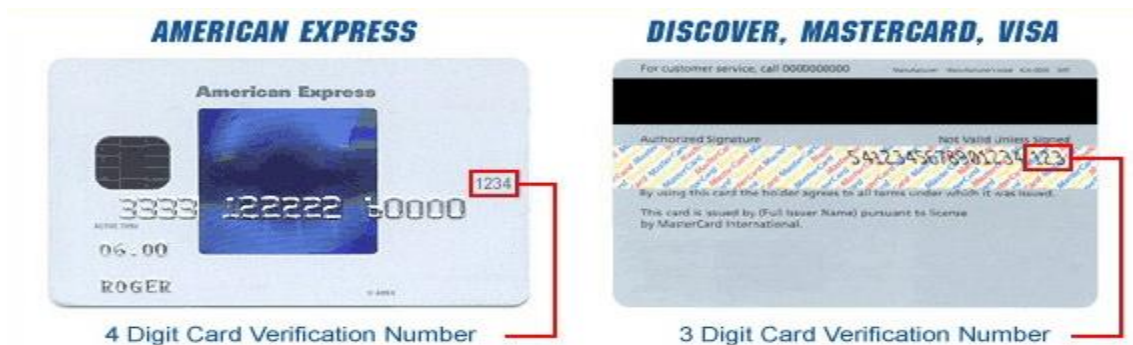 AMERICAN EXPRESS
American Express
1234
3333 122222 60000
06.00
ROGER
4 Digit Card Verification Number
DISCOVER, MASTERCARD, VISA
For customer service, call 0000000000
Authorized Signature Not Valid Unless Signed
5412345678901234 123
By using this card the holder agrees to all terms under which it was issued.
This card is issued by (Full Issuer Name) pursuant to license
by MasterCard International.
3 Digit Card Verification Number